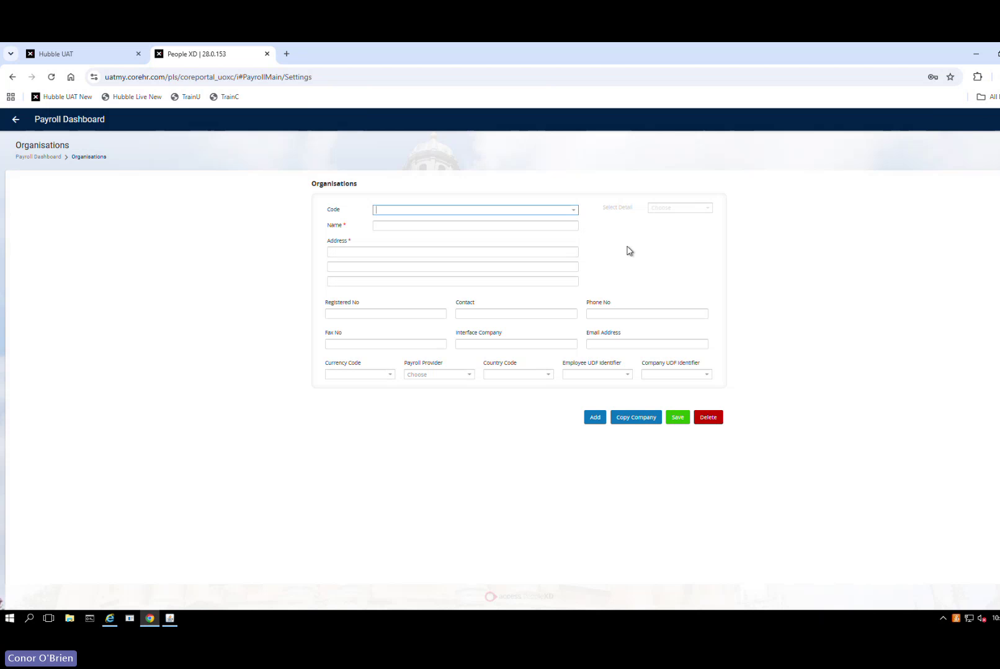 Hubble UAT
People XD | 28.0.153
uatmy.corehr.com/pls/coreportal_uoxc/i#PayrollMain/Settings
Hubble UAT New
Hubble Live New
TrainU
TrainC
All
Payroll Dashboard
Organisations
Payroll Dashboard > Organisations
Organisations
Code
Select Detail
Choose
Name *
Address *
Registered No
Contact
Phone No
Fax No
Interface Company
Email Address
Currency Code
Payroll Provider
Country Code
Employee UDF Identifier
Company UDF Identifier
Choose
Add
Copy Company
Save
Delete
access PeopleXD
10:
Conor O'Brien